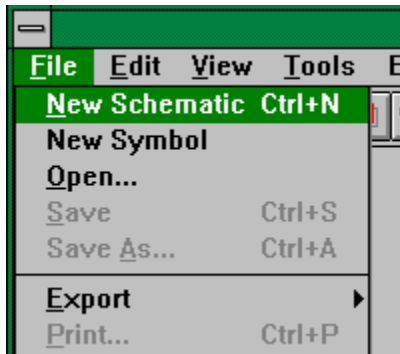 File Edit View Tools
New Schematic Ctrl+N
New Symbol
Open...
Save Ctrl+S
Save As... Ctrl+A
Export
Print... Ctrl+P